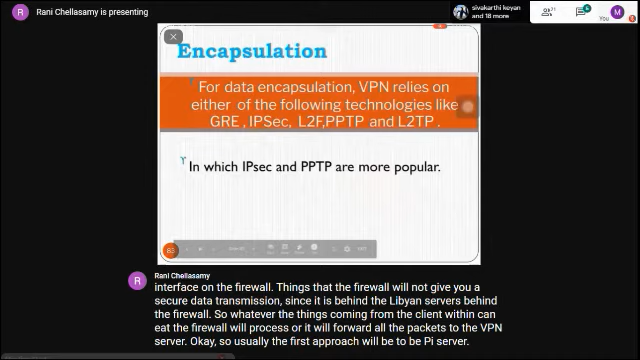 R Rani Chellasamy is presenting
sivakarthi keyan
and 18 more
71
6
M
You
Encapsulation
For data encapsulation, VPN relies on
either of the following technologies like
GRE , IPSec, L2F,PPTP and L2TP .
In which IPsec and PPTP are more popular.
83
R Rani Chellasamy
interface on the firewall. Things that the firewall will not give you a
secure data transmission, since it is behind the Libyan servers behind
the firewall. So whatever the things coming from the client within can
eat the firewall will process or it will forward all the packets to the VPN
server. Okay, so usually the first approach will be to be Pi server.